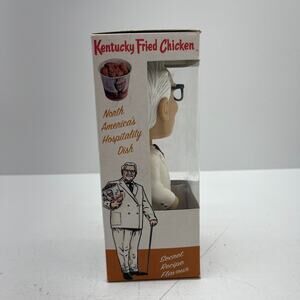 Kentucky Fried Chicken
North
America's
Hospitality
Dish
Secret
Recipe
Flavour